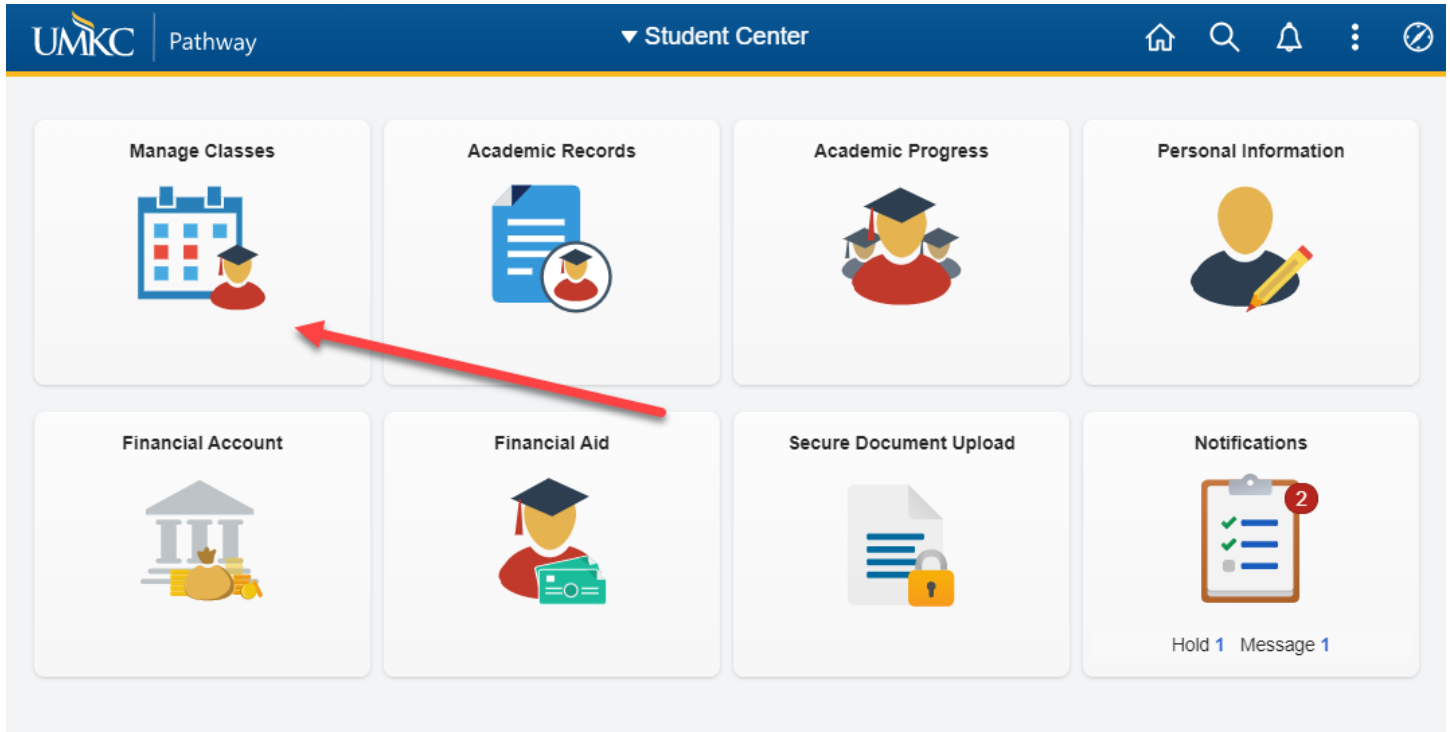 UMKC Pathway ▼ Student Center
Manage Classes
Academic Records
Academic Progress
Personal Information
Financial Account
Financial Aid
Secure Document Upload
Notifications
2
Hold 1 Message 1